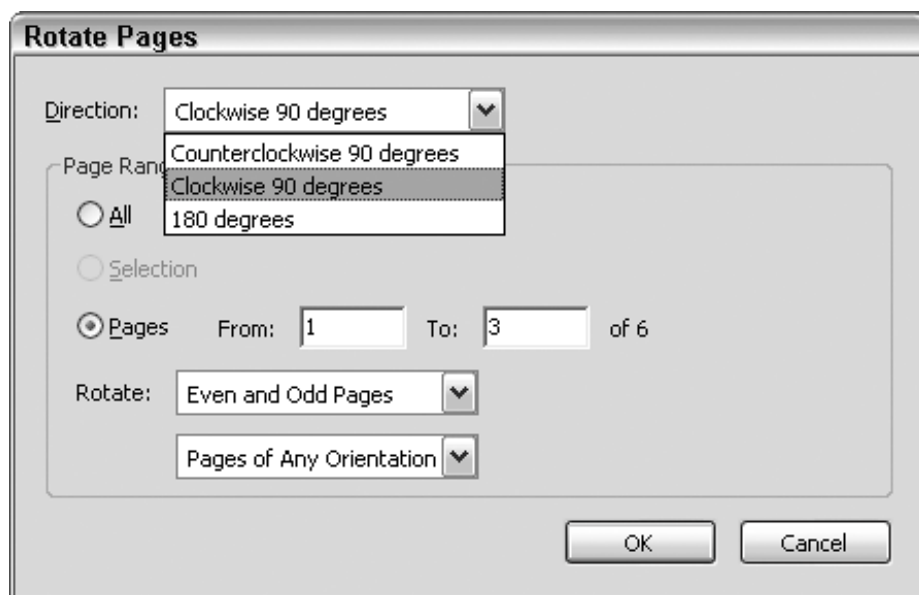 Rotate Pages
Direction: Clockwise 90 degrees
Counterclockwise 90 degrees
Page Rang
Clockwise 90 degrees
All
180 degrees
Selection
Pages From: 1 To: 3 of 6
Rotate: Even and Odd Pages
Pages of Any Orientation
OK Cancel